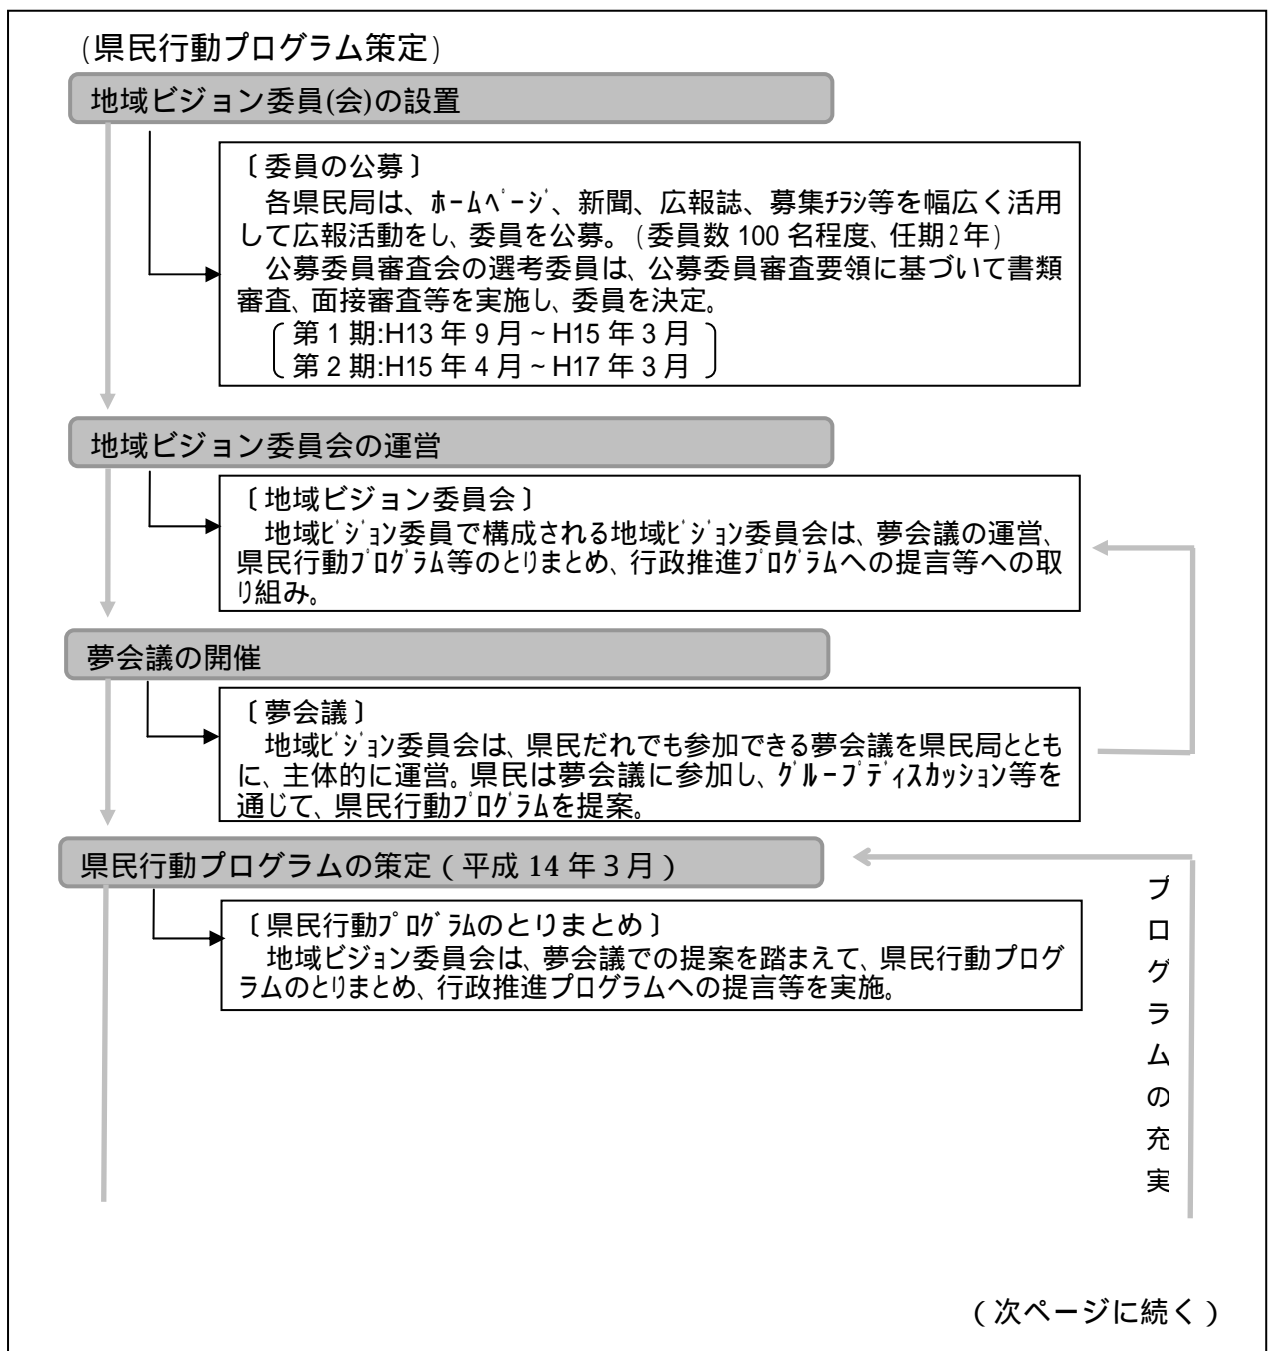 (県民行動プログラム策定)
地域ビジョン委員(会)の設置
〔委員の公募〕
各県民局は、ﾎｰﾑﾍﾟｰｼﾞ、新聞、広報誌、募集ﾁﾗｼ等を幅広く活用
して広報活動をし、委員を公募。(委員数 100 名程度、任期2年)
公募委員審査会の選考委員は、公募委員審査要領に基づいて書類
審査、面接審査等を実施し、委員を決定。
第 1 期:H13 年 9 月～H15 年 3 月
第 2 期:H15 年 4 月～H17 年 3 月
地域ビジョン委員会の運営
〔地域ビジョン委員会〕
地域ﾋﾞｼﾞｮﾝ委員で構成される地域ﾋﾞｼﾞｮﾝ委員会は、夢会議の運営、
県民行動ﾌﾟﾛｸﾞﾗﾑ等のとりまとめ、行政推進ﾌﾟﾛｸﾞﾗﾑへの提言等への取
り組み。
夢会議の開催
〔夢会議〕
地域ﾋﾞｼﾞｮﾝ委員会は、県民だれでも参加できる夢会議を県民局ととも
に、主体的に運営。県民は夢会議に参加し、ｸﾞﾙｰﾌﾟﾃﾞｨｽｶｯｼｮﾝ等を
通じて、県民行動ﾌﾟﾛｸﾞﾗﾑを提案。
県民行動プログラムの策定（平成 14 年３月）
〔県民行動ﾌﾟﾛｸﾞﾗﾑのとりまとめ〕
地域ビジョン委員会は、夢会議での提案を踏まえて、県民行動プログ
ラムのとりまとめ、行政推進プログラムへの提言等を実施。
プログラムの充実
（次ページに続く）